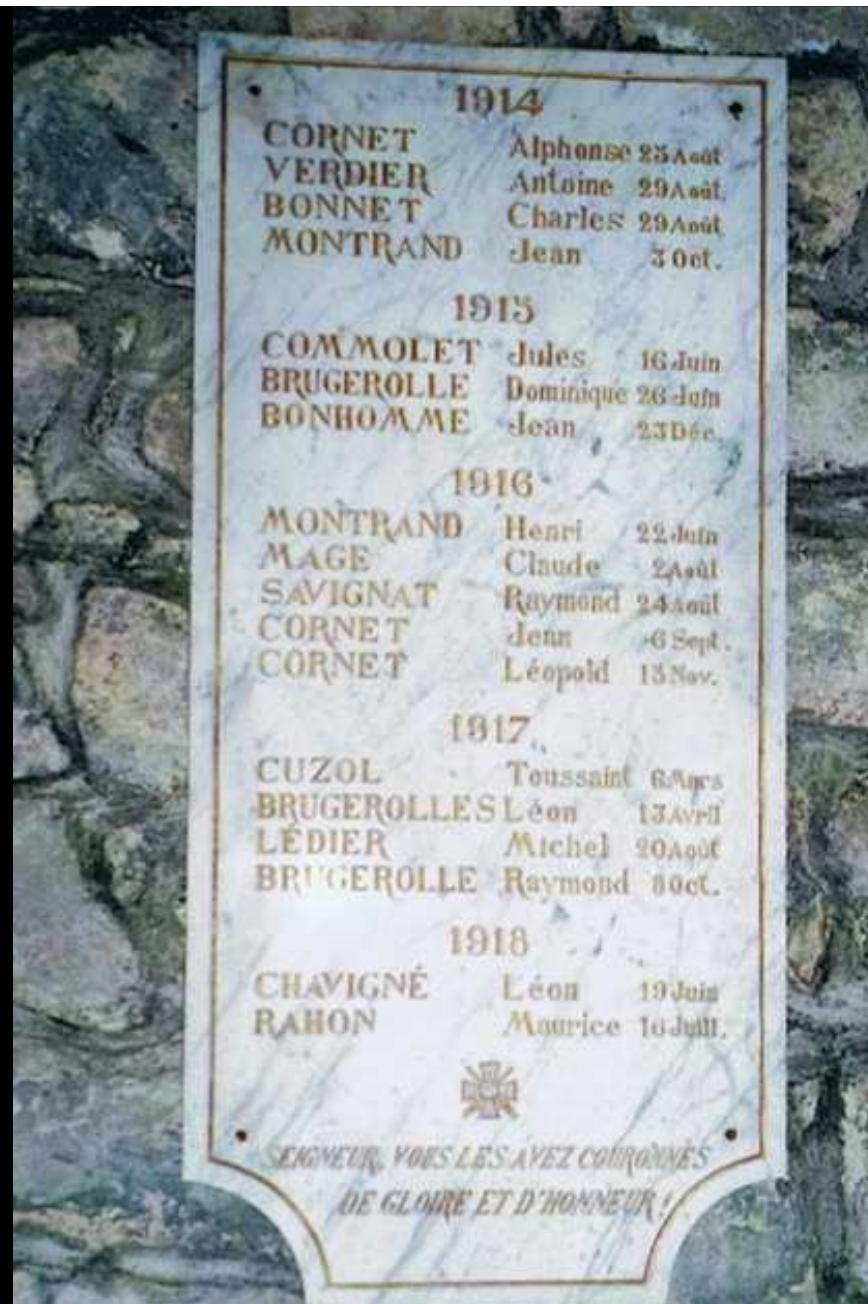 1914
CORNET Alphonse 25 Août
VERDIER Antoine 29 Août
BONNET Charles 29 Août
MONTRAND Jean 3 Oct.
1915
COMMOLET Jules 16 Juin
BRUGEROLLE Dominique 26 Juin
BONHOMME Jean 23 Déc.
1916
MONTRAND Henri 22 Juin
MAGE Claude 2 Août
SAVIGNAT Raymond 24 Août
CORNET Jean 6 Sept.
CORNET Léopold 13 Nov.
1917
CUZOL Toussaint 6 Mars
BRUGEROLLES Léon 13 Avril
LÉDIER Michel 20 Août
BRUGEROLLE Raymond 8 Oct.
1918
CHAVIGNÉ Léon 19 Juin
RAHON Maurice 16 Juill.
SEIGNEUR, VOUS LES AVEZ COURONNÉS
DE GLOIRE ET D'HONNEUR !